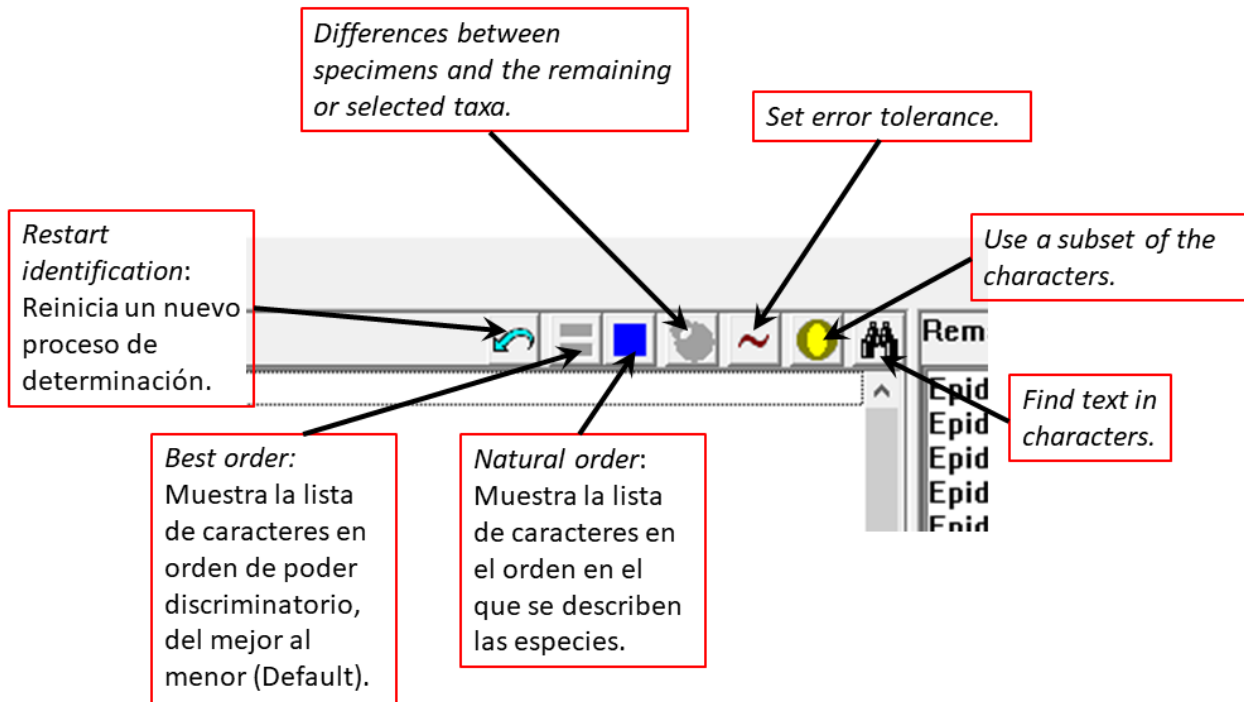 Differences between
specimens and the remaining
or selected taxa.
Set error tolerance.
Restart
identification:
Reinicia un nuevo
proceso de
determinación.
Use a subset of the
characters.
Rem
Epid
Epid
Epid
Epid
Epid
Find text in
characters.
Best order:
Muestra la lista
de caracteres en
orden de poder
discriminatorio,
del mejor al
menor (Default).
Natural order:
Muestra la lista
de caracteres en
el orden en el
que se describen
las especies.